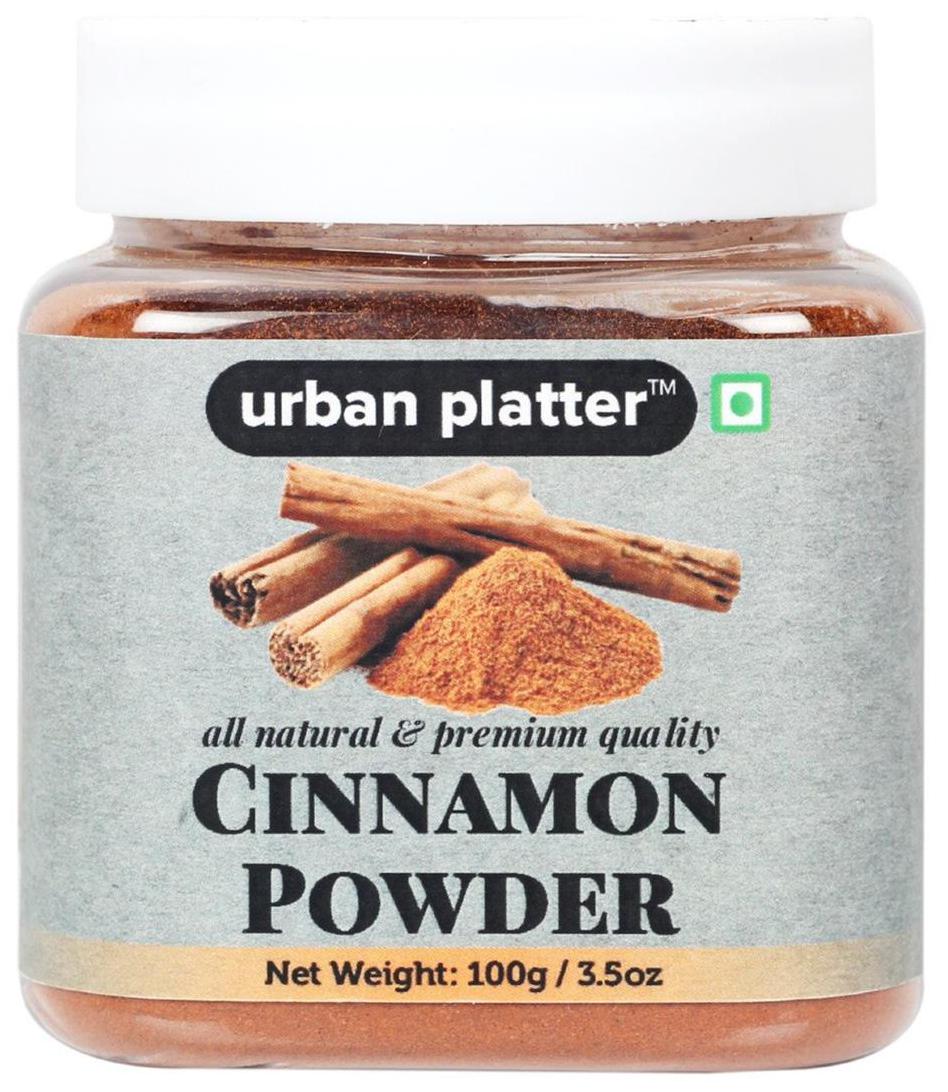 urban platter™
all natural & premium quality
CINNAMON
POWDER
Net Weight: 100g / 3.5oz